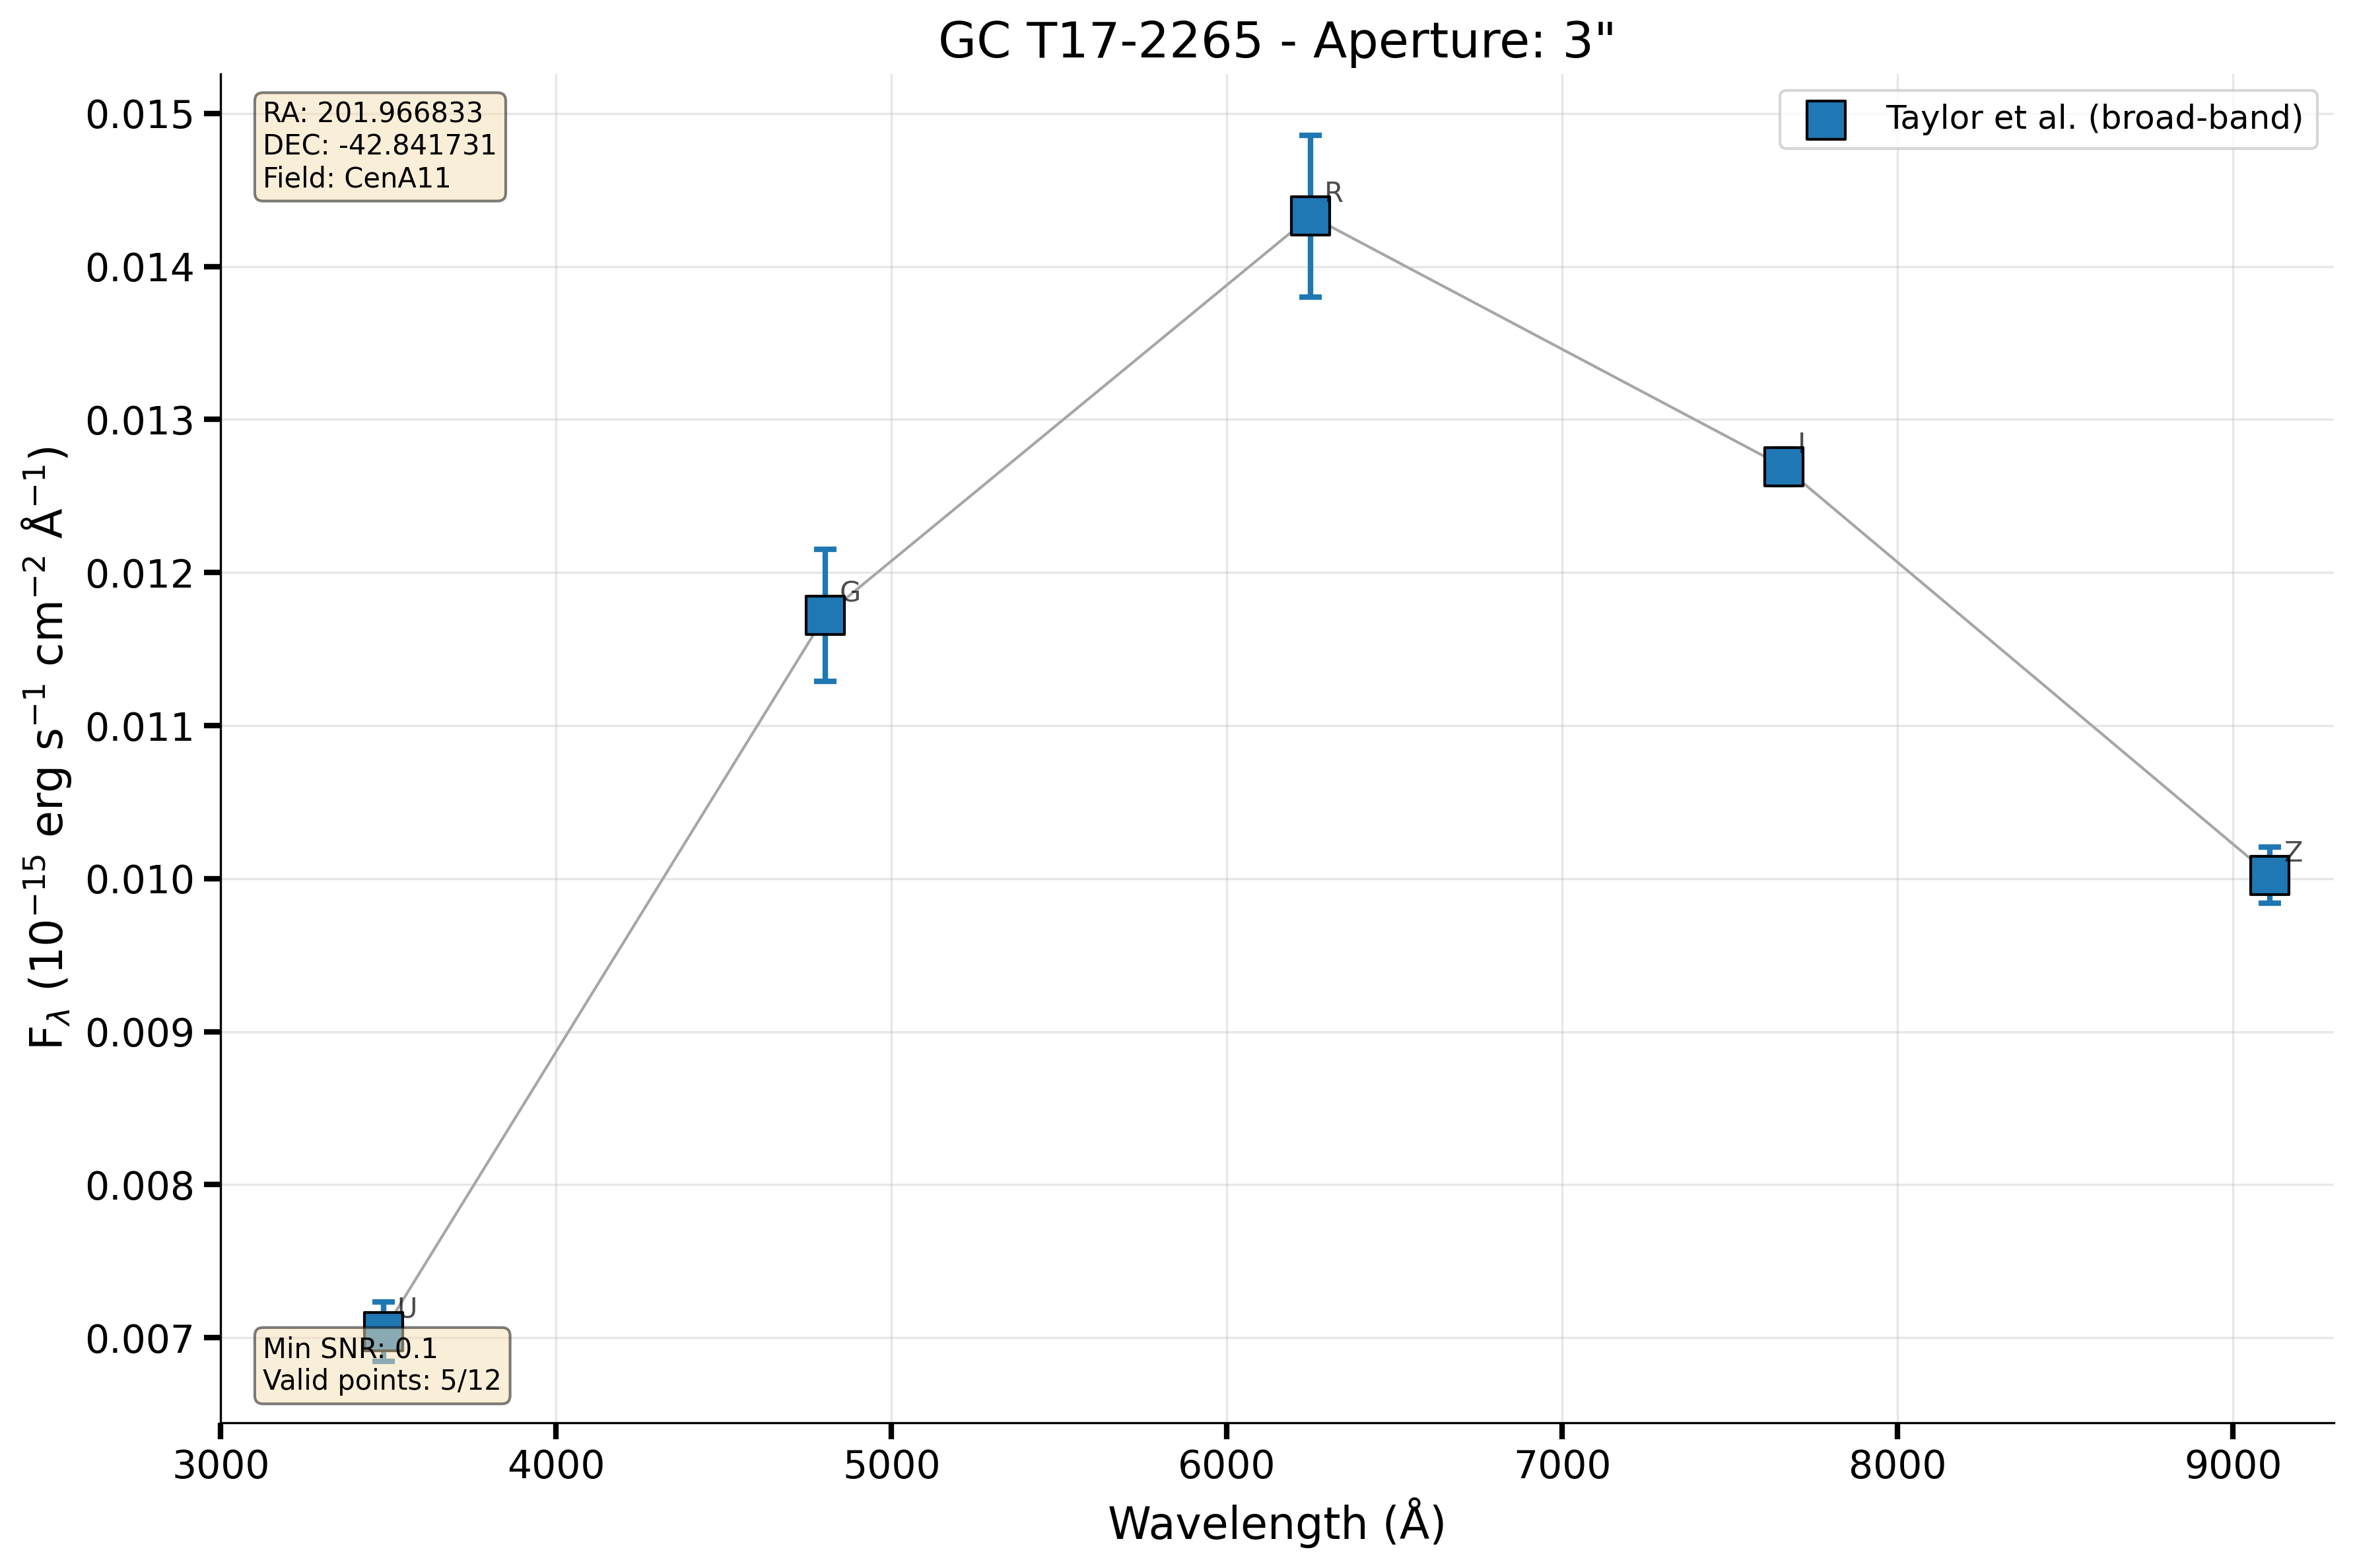 GC T17-2265 - Aperture: 3"
RA: 201.966833
DEC: -42.841731
Field: CenA11
Taylor et al. (broad-band)
F_λ (10⁻¹⁵ erg s⁻¹ cm⁻² Å⁻¹)
0.015
0.014
0.013
0.012
0.011
0.010
0.009
0.008
0.007
R
I
G
Z
U
Min SNR: 0.1
Valid points: 5/12
3000 4000 5000 6000 7000 8000 9000
Wavelength (Å)